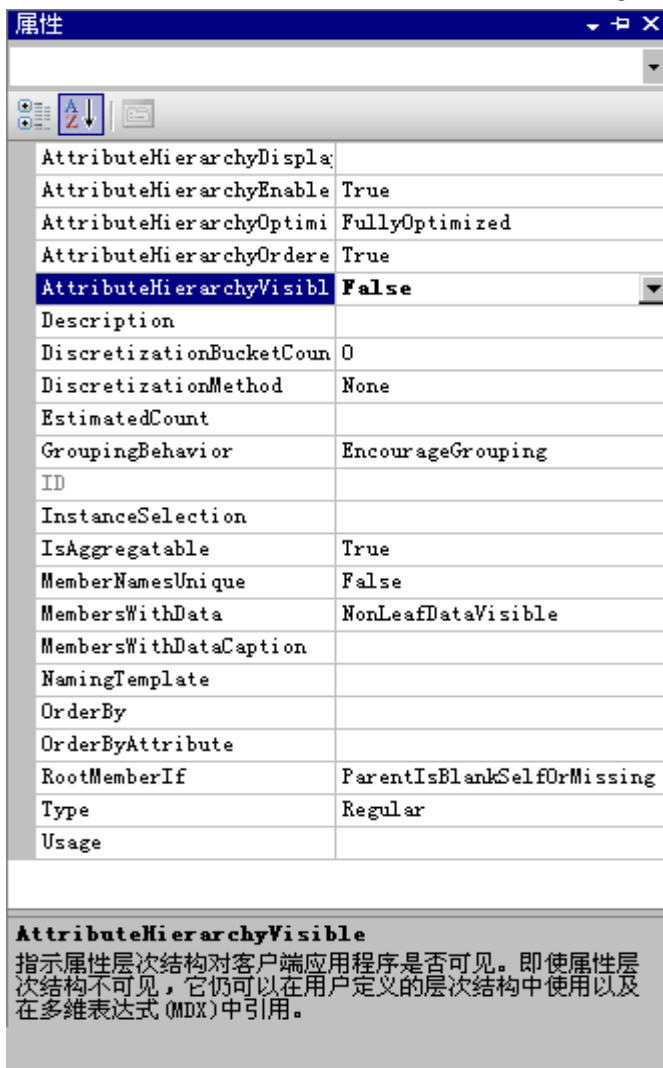 属性
AttributeHierarchyDispla
AttributeHierarchyEnable True
AttributeHierarchyOptimi FullyOptimized
AttributeHierarchyOrdere True
AttributeHierarchyVisibl False
Description
DiscretizationBucketCoun 0
DiscretizationMethod None
EstimatedCount
GroupingBehavior EncourageGrouping
ID
InstanceSelection
IsAggregatable True
MemberNamesUnique False
MembersWithData NonLeafDataVisible
MembersWithDataCaption
NamingTemplate
OrderBy
OrderByAttribute
RootMemberIf ParentIsBlankSelfOrMissing
Type Regular
Usage
AttributeHierarchyVisible
指示属性层次结构对客户端应用程序是否可见。即使属性层
次结构不可见，它仍可以在用户定义的层次结构中使用以及
在多维表达式(MDX)中引用。